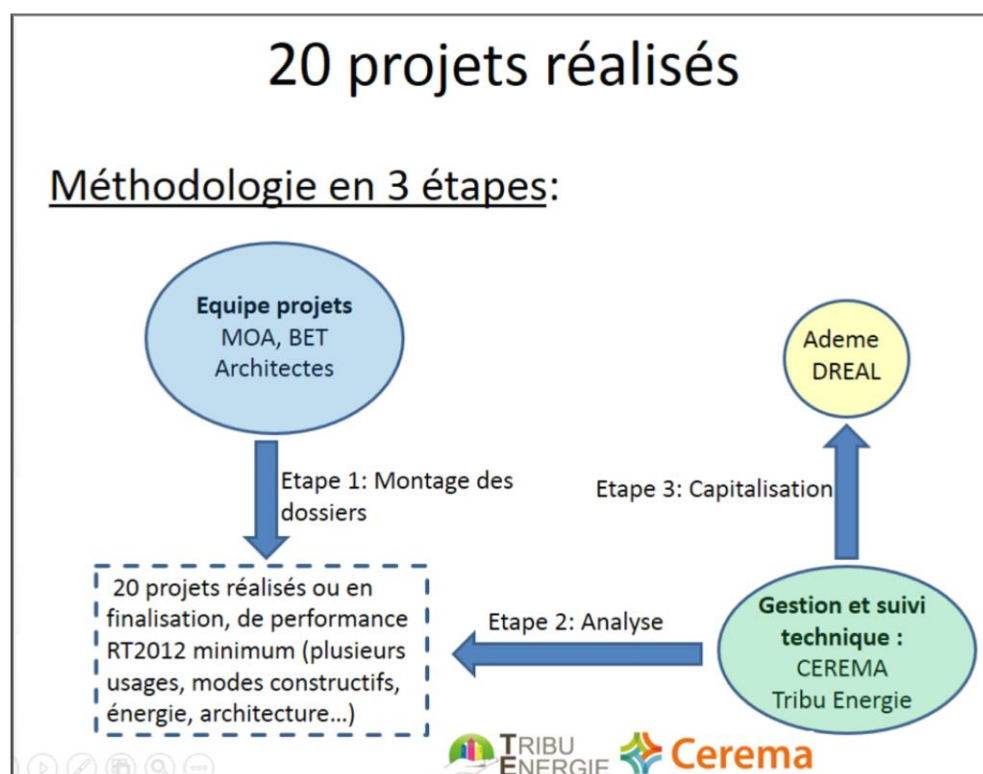 20 projets réalisés
Méthodologie en 3 étapes:
Equipe projets
MOA, BET
Architectes
Ademe
DREAL
Etape 1: Montage des
dossiers
Etape 3: Capitalisation
20 projets réalisés ou en
finalisation, de performance
RT2012 minimum (plusieurs
usages, modes constructifs,
énergie, architecture...)
Etape 2: Analyse
Gestion et suivi
technique :
CEREMA
Tribu Energie
TRIBU
ENERGIE
Cerema